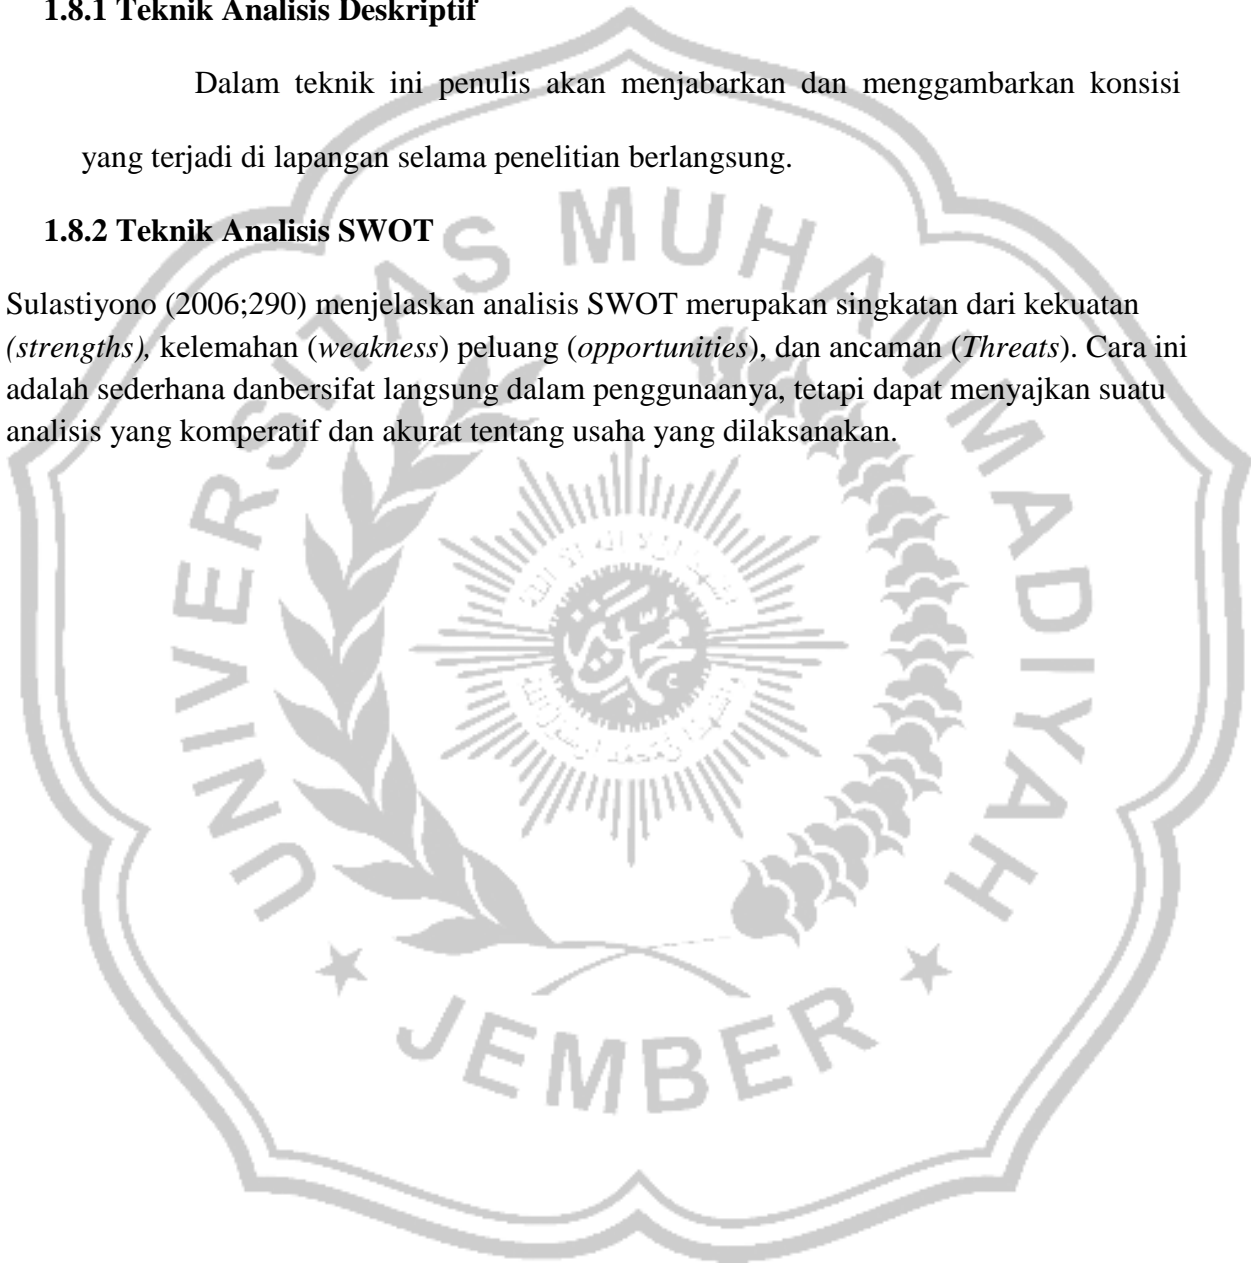 1.8.1 Teknik Analisis Deskriptif
Dalam teknik ini penulis akan menjabarkan dan menggambarkan konsisi
yang terjadi di lapangan selama penelitian berlangsung.
1.8.2 Teknik Analisis SWOT
Sulastiyono (2006;290) menjelaskan analisis SWOT merupakan singkatan dari kekuatan
(strengths), kelemahan (weakness) peluang (opportunities), dan ancaman (Threats). Cara ini
adalah sederhana danbersifat langsung dalam penggunaanya, tetapi dapat menyajkan suatu
analisis yang komperatif dan akurat tentang usaha yang dilaksanakan.
UNIVERSITAS MUHAMMADIYAH
JEMBER